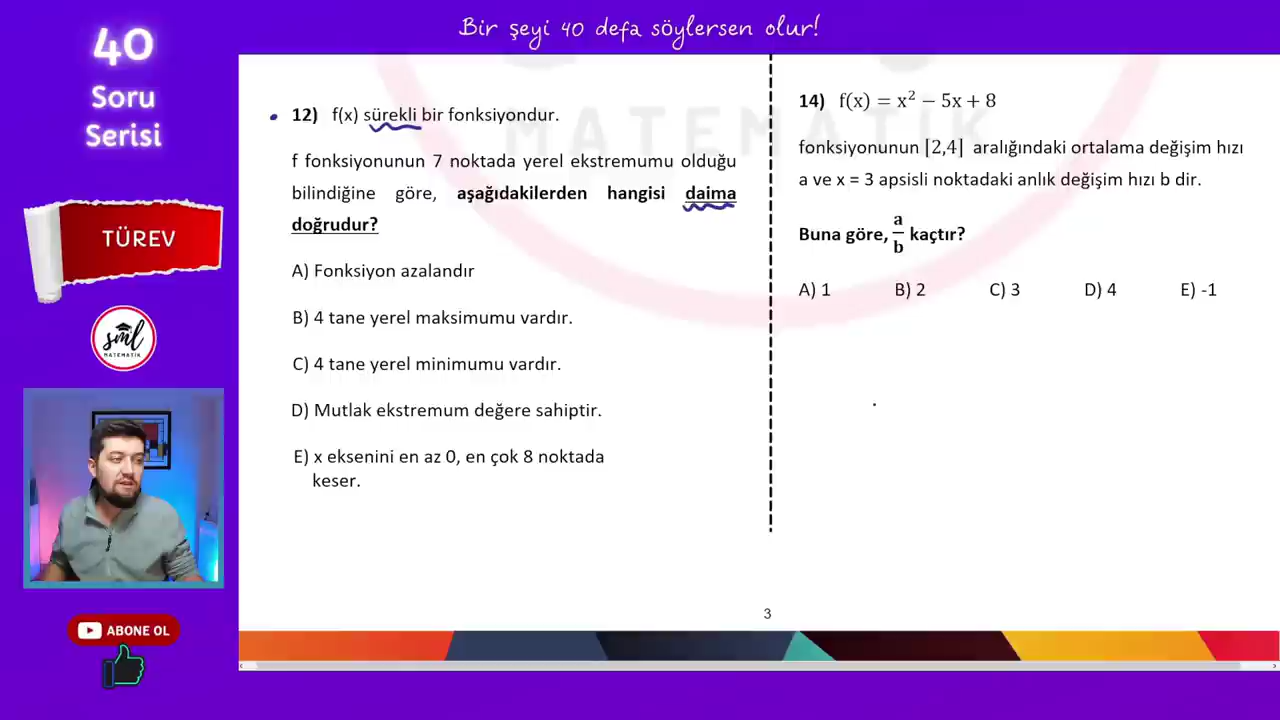 Bir şeyi 40 defa söylersen olur!
40
Soru
Serisi
TÜREV
sml
MATEMATİK
ABONE OL
MATEMATİK
12) f(x) sürekli bir fonksiyondur.
f fonksiyonunun 7 noktada yerel ekstremumu olduğu
bilindiğine göre, aşağıdakilerden hangisi daima
doğrudur?
A) Fonksiyon azalandır
B) 4 tane yerel maksimumu vardır.
C) 4 tane yerel minimumu vardır.
D) Mutlak ekstremum değere sahiptir.
E) x eksenini en az 0, en çok 8 noktada
keser.
14) f(x) = x² − 5x + 8
fonksiyonunun [2,4] aralığındaki ortalama değişim hızı
a ve x = 3 apsisli noktadaki anlık değişim hızı b dir.
Buna göre, a/b kaçtır?
A) 1 B) 2 C) 3 D) 4 E) -1
3